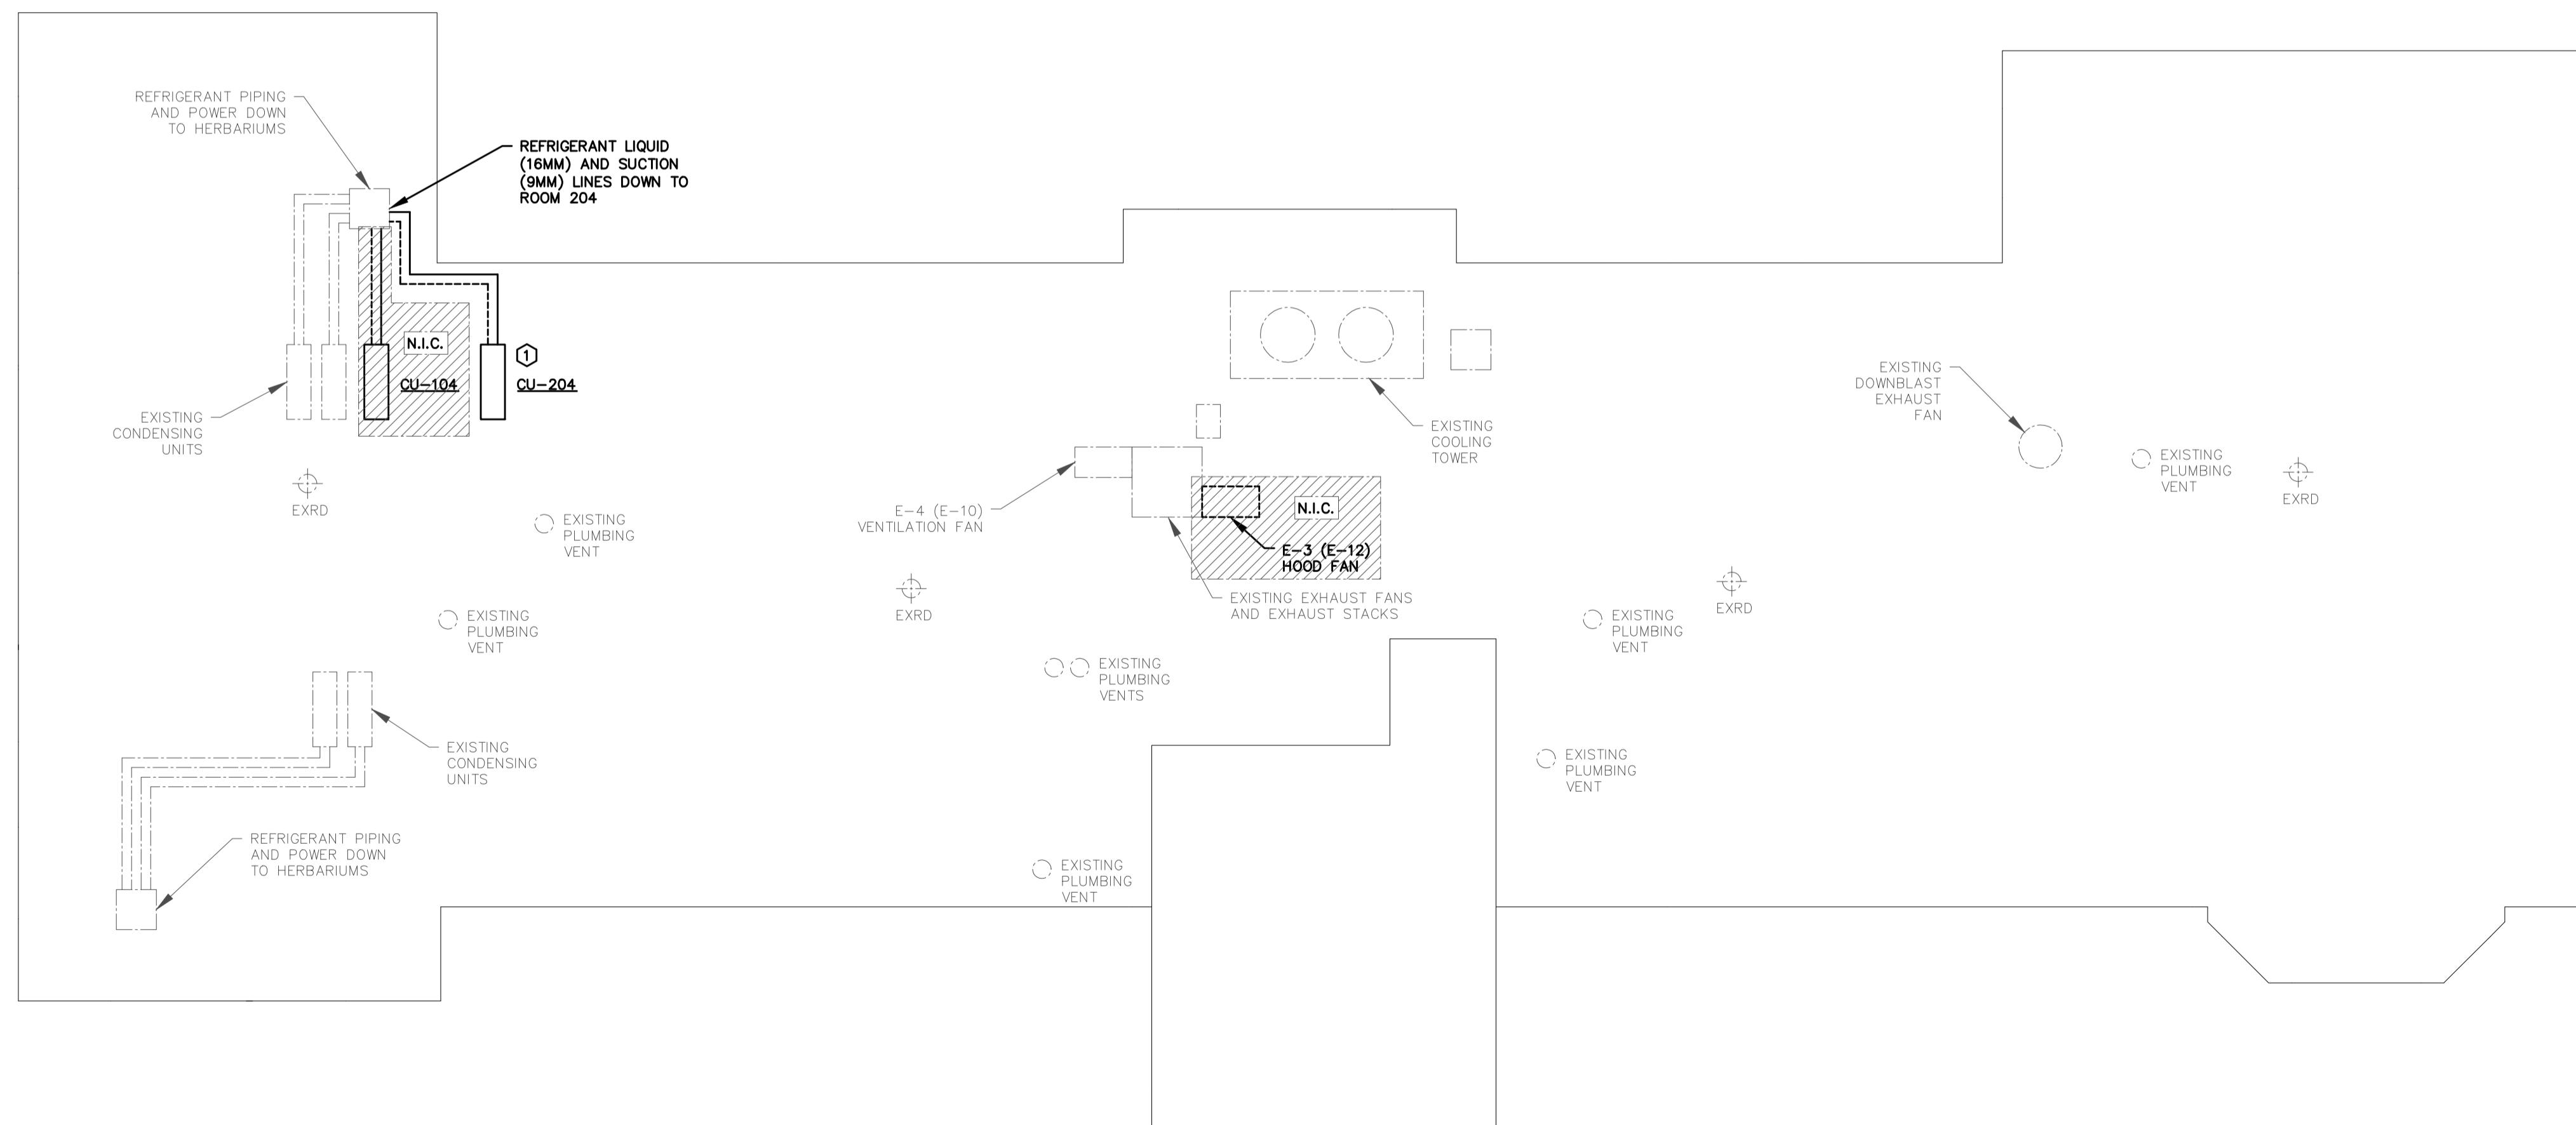 REFRIGERANT PIPING
AND POWER DOWN
TO HERBARIUMS
REFRIGERANT LIQUID
(16MM) AND SUCTION
(9MM) LINES DOWN TO
ROOM 204
N.I.C.
1
CU-104
CU-204
EXISTING
CONDENSING
UNITS
EXRD
EXISTING
PLUMBING
VENT
EXISTING
PLUMBING
VENT
EXISTING
CONDENSING
UNITS
REFRIGERANT PIPING
AND POWER DOWN
TO HERBARIUMS
EXISTING
COOLING
TOWER
E-4 (E-10)
VENTILATION FAN
N.I.C.
E-3 (E-12)
HOOD FAN
EXRD
EXISTING EXHAUST FANS
AND EXHAUST STACKS
EXISTING
PLUMBING
VENTS
EXISTING
PLUMBING
VENT
EXISTING
DOWNBLAST
EXHAUST
FAN
EXISTING
PLUMBING
VENT
EXRD
EXRD
EXISTING
PLUMBING
VENT
EXISTING
PLUMBING
VENT